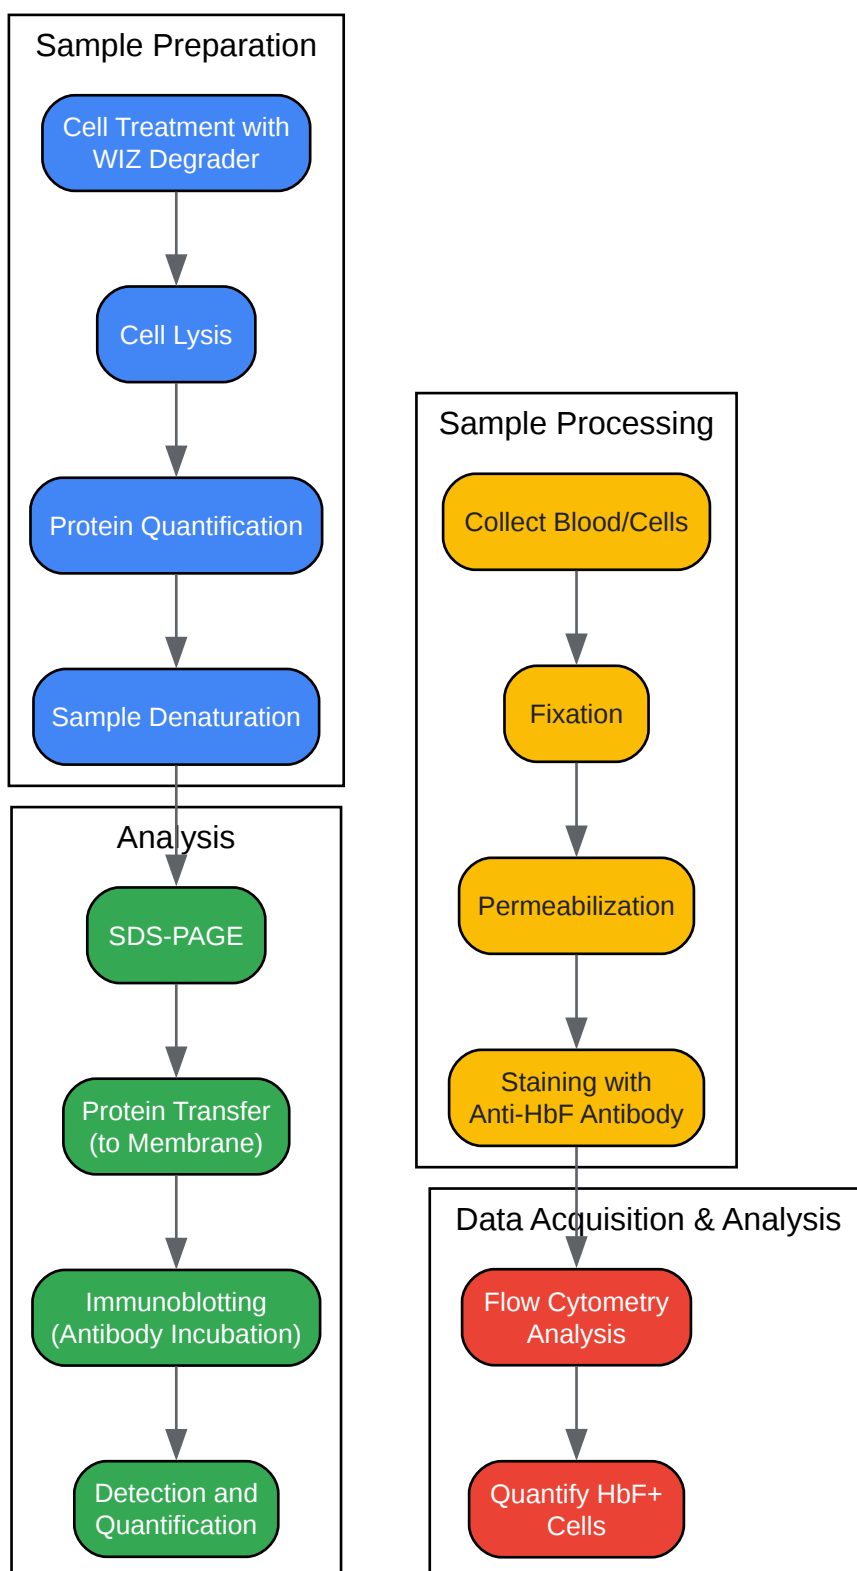 Sample Preparation
Cell Treatment with
WIZ Degrader
Cell Lysis
Protein Quantification
Sample Denaturation
Analysis
SDS-PAGE
Protein Transfer
(to Membrane)
Immunoblotting
(Antibody Incubation)
Detection and
Quantification
Sample Processing
Collect Blood/Cells
Fixation
Permeabilization
Staining with
Anti-HbF Antibody
Data Acquisition & Analysis
Flow Cytometry
Analysis
Quantify HbF+
Cells